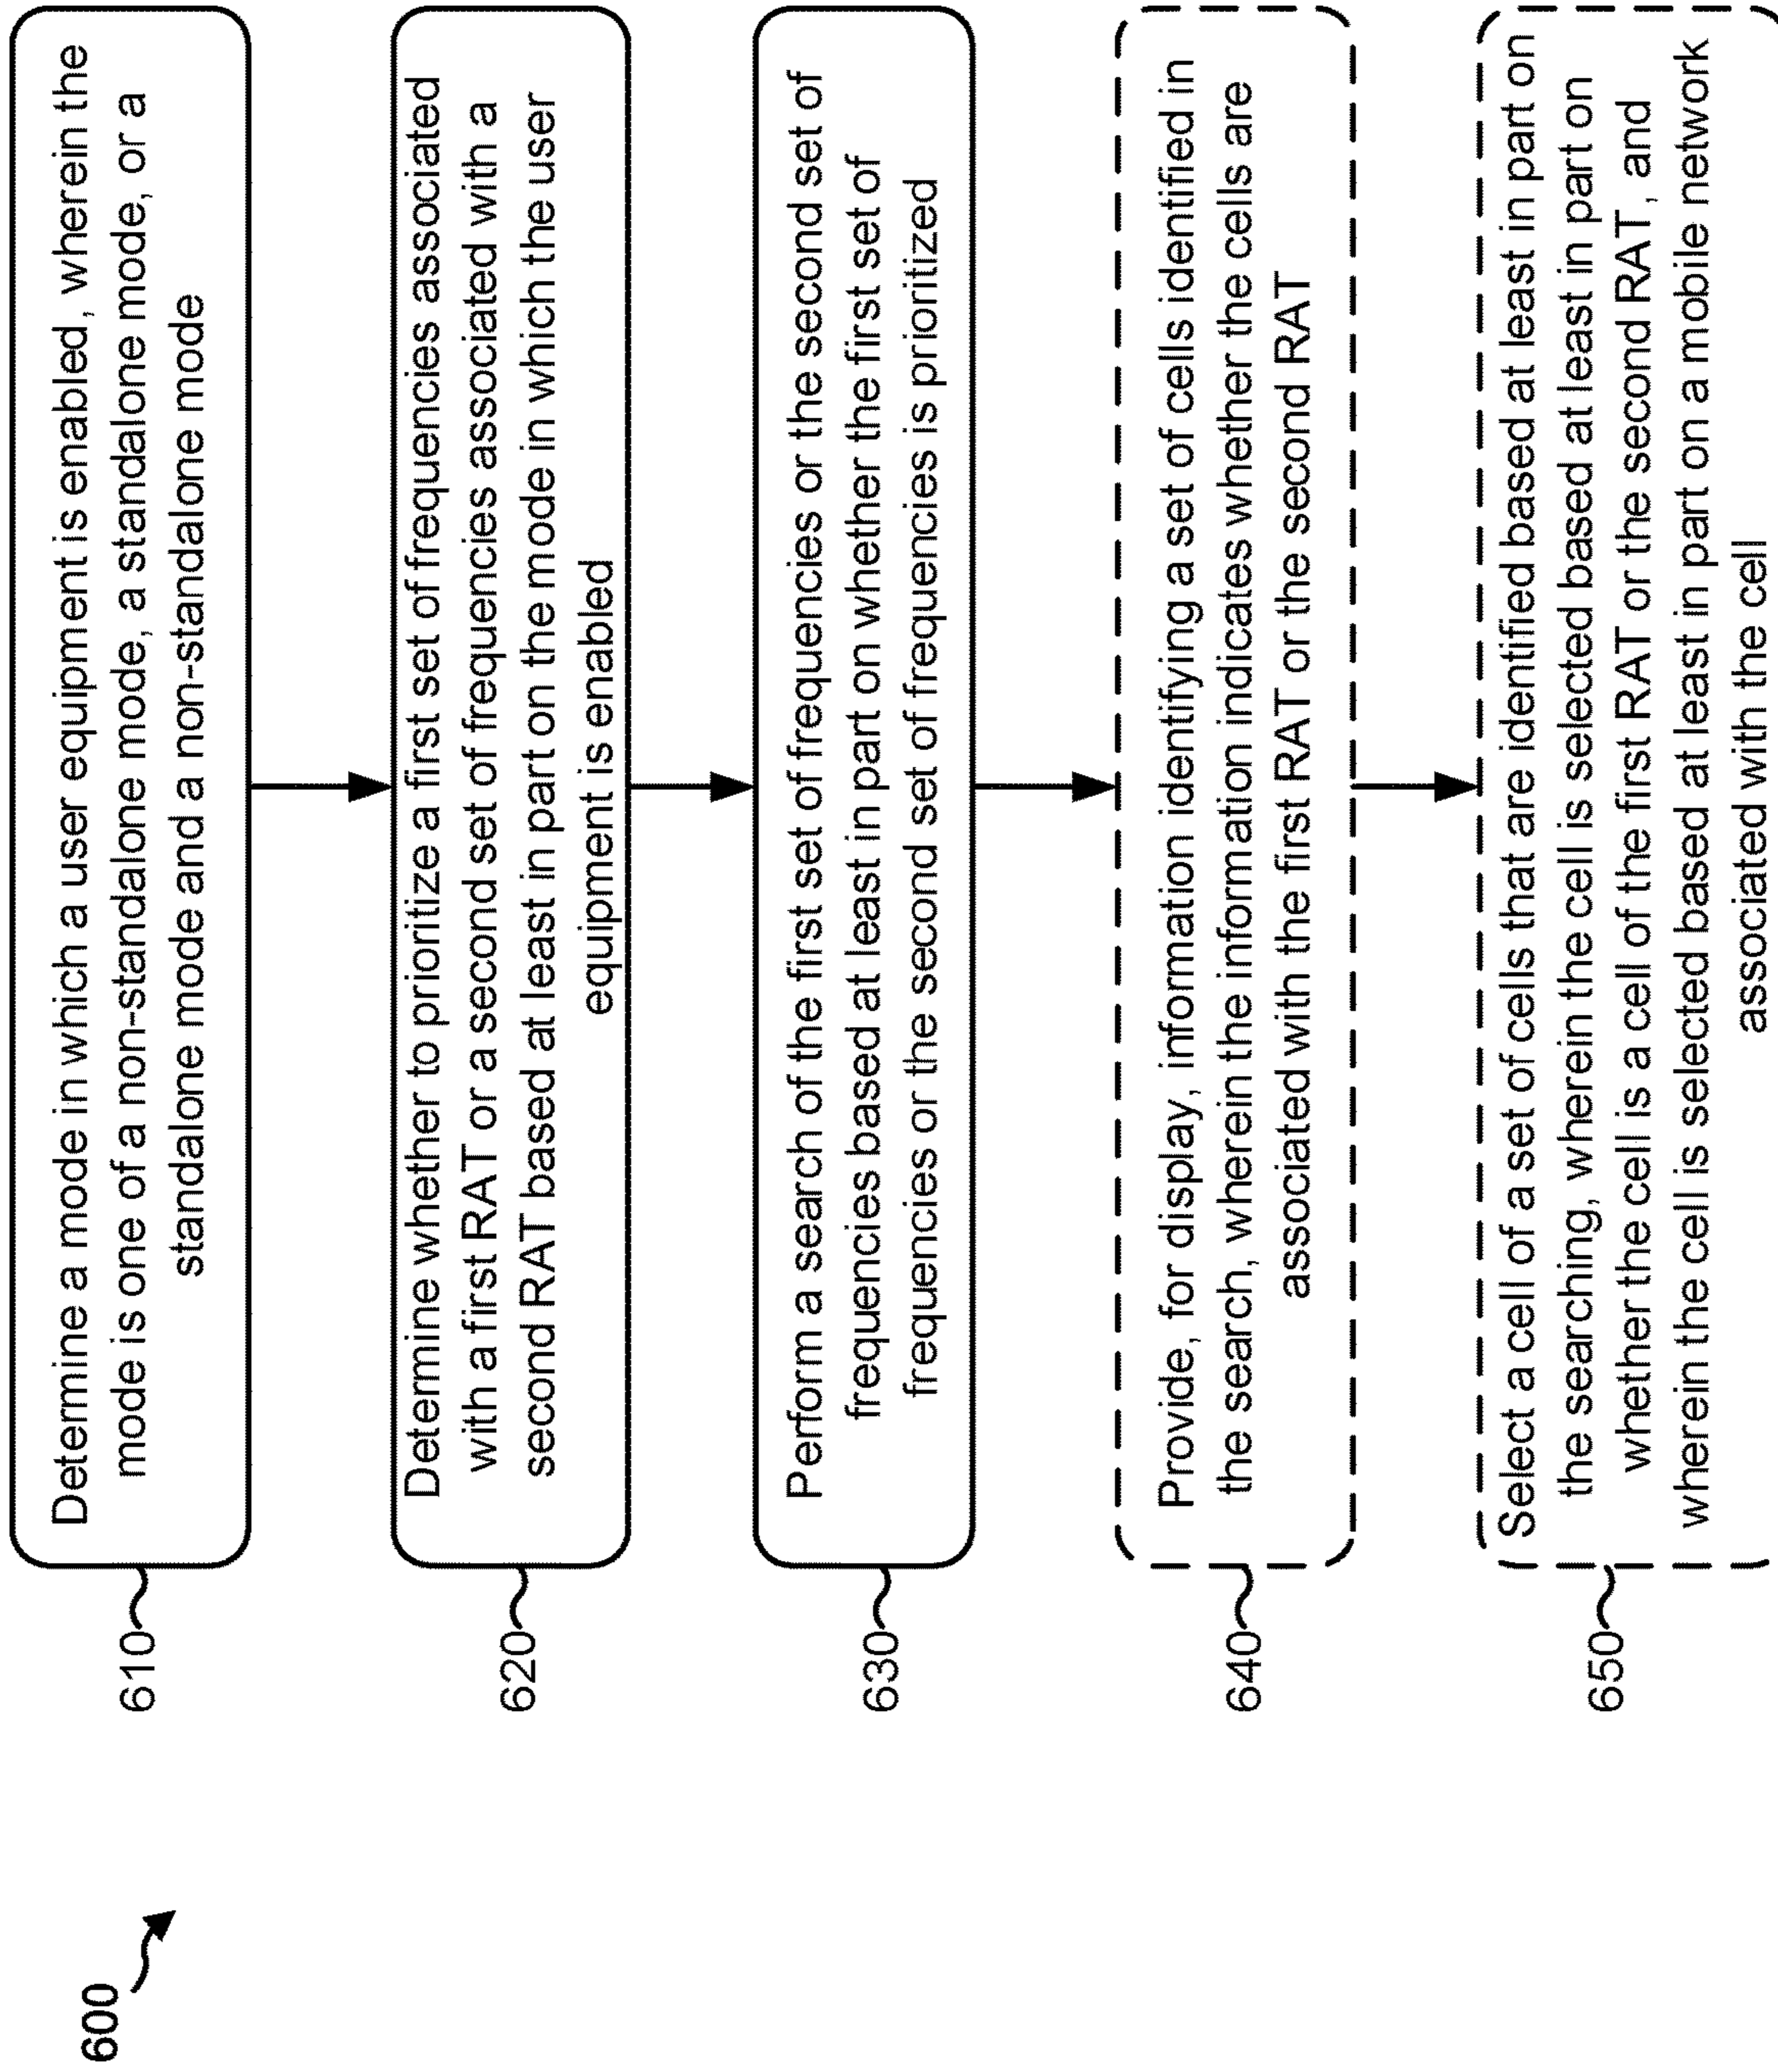 600
610
Determine a mode in which a user equipment is enabled, wherein the
mode is one of a non-standalone mode, a standalone mode, or a
standalone mode and a non-standalone mode
620
Determine whether to prioritize a first set of frequencies associated
with a first RAT or a second set of frequencies associated with a
second RAT based at least in part on the mode in which the user
equipment is enabled
630
Perform a search of the first set of frequencies or the second set of
frequencies based at least in part on whether the first set of
frequencies or the second set of frequencies is prioritized
640
Provide, for display, information identifying a set of cells identified in
the search, wherein the information indicates whether the cells are
associated with the first RAT or the second RAT
650
Select a cell of a set of cells that are identified based at least in part on
the searching, wherein the cell is selected based at least in part on
whether the cell is a cell of the first RAT or the second RAT, and
wherein the cell is selected based at least in part on a mobile network
associated with the cell